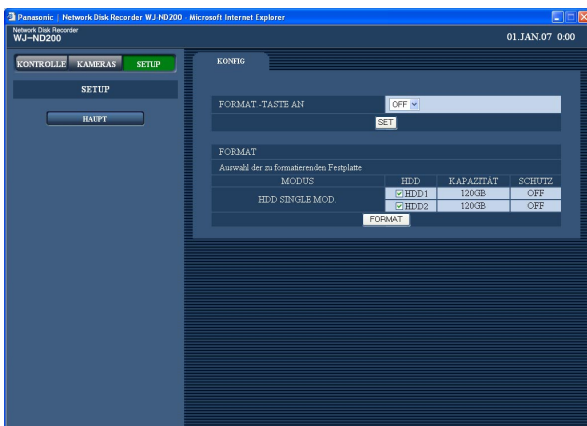 Panasonic | Network Disk Recorder WJ-ND200 - Microsoft Internet Explorer
Network Disk Recorder
WJ-ND200
01.JAN.07 0:00
KONTROLLE KAMERAS SETUP
SETUP
HAUPT
KONFIG
FORMAT.-TASTE AN OFF
SET
FORMAT
Auswahl der zu formatierenden Festplatte
MODUS HDD KAPAZITÄT SCHUTZ
HDD SINGLE MOD.
HDD1 120GB OFF
HDD2 120GB OFF
FORMAT